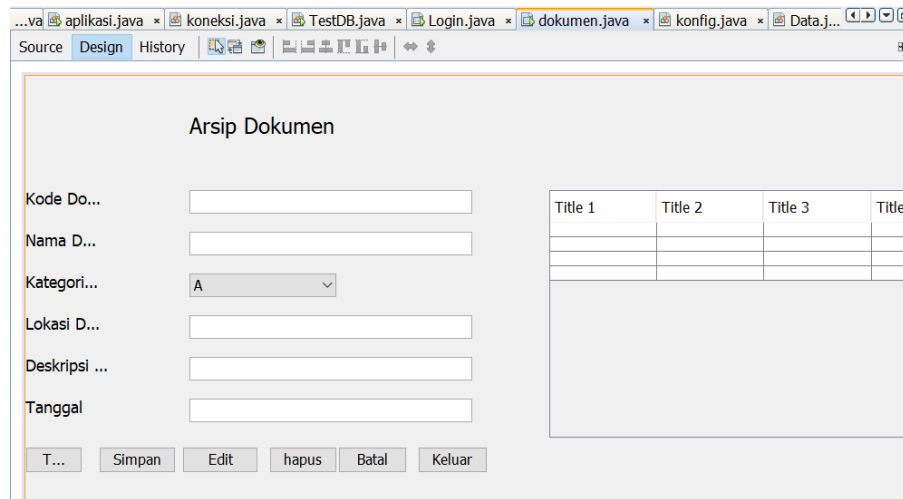 ...va aplikasi.java × koneksi.java × TestDB.java × Login.java × dokumen.java × konfig.java × Data.j...
Source Design History
Arsip Dokumen
Kode Do...
Title 1 Title 2 Title 3 Title
Nama D...
Kategori... A
Lokasi D...
Deskripsi ...
Tanggal
T... Simpan Edit hapus Batal Keluar